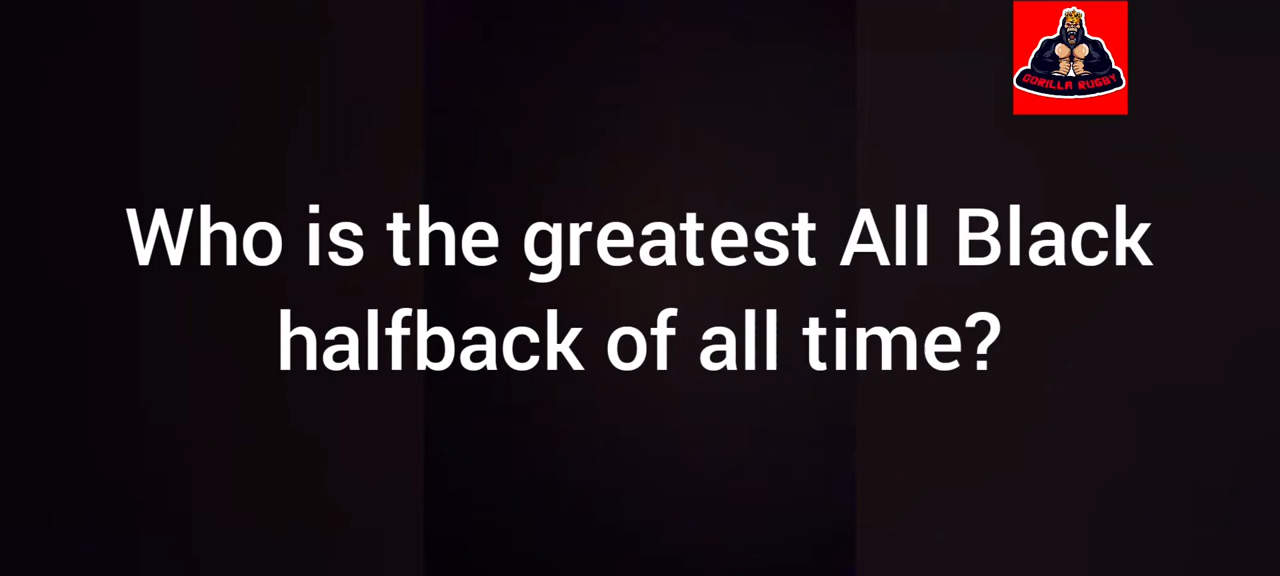 GORILLA RUGBY
Who is the greatest All Black
halfback of all time?